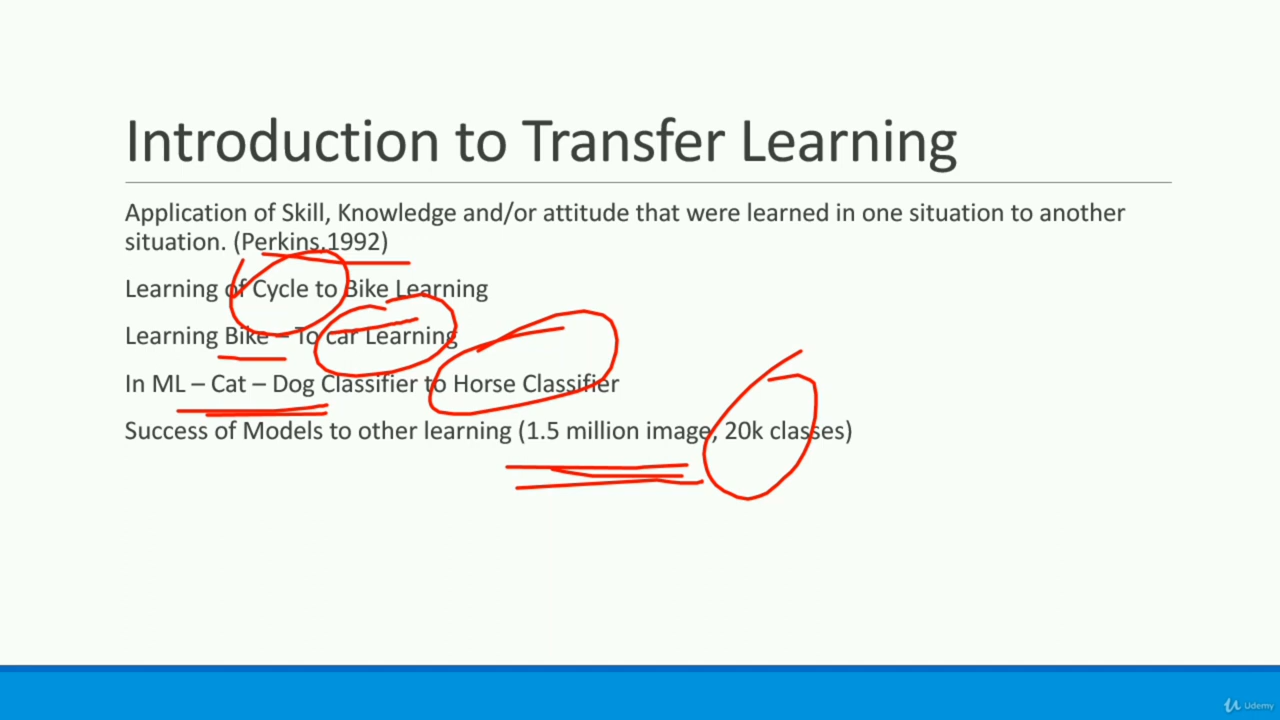 Introduction to Transfer Learning
Application of Skill, Knowledge and/or attitude that were learned in one situation to another
situation. (Perkins,1992)
Learning of Cycle to Bike Learning
Learning Bike – To car Learning
In ML – Cat – Dog Classifier to Horse Classifier
Success of Models to other learning (1.5 million image, 20k classes)
Udemy